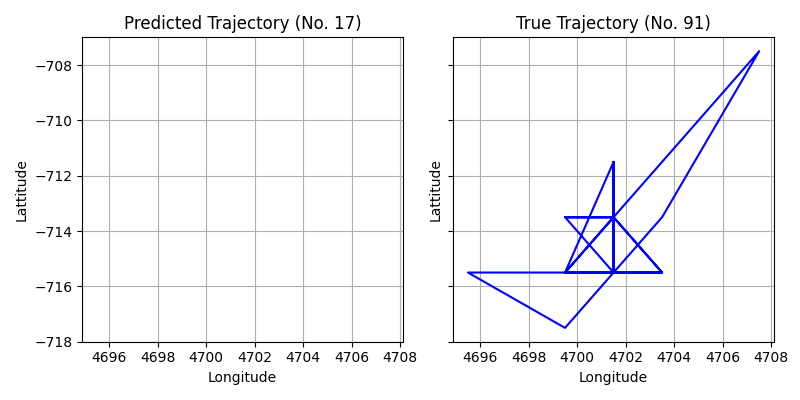 Predicted Trajectory (No. 17)
True Trajectory (No. 91)
−708
−710
−712
−714
−716
−718
Lattitude
Lattitude
4696 4698 4700 4702 4704 4706 4708
4696 4698 4700 4702 4704 4706 4708
Longitude
Longitude